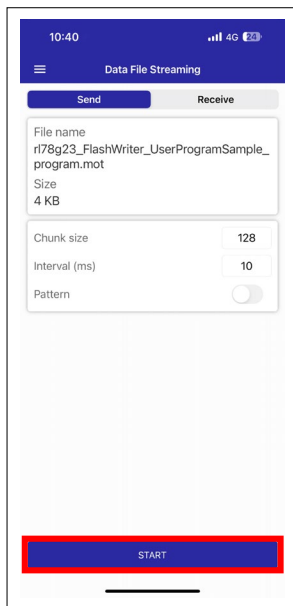 10:40
4G 24
Data File Streaming
Send
Receive
File name
rl78g23_FlashWriter_UserProgramSample_
program.mot
Size
4 KB
Chunk size
128
Interval (ms)
10
Pattern
START